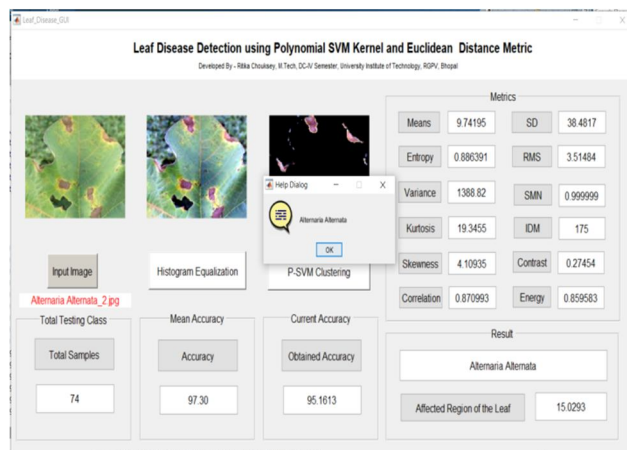 Leaf_Disease_GUI
Leaf Disease Detection using Polynomial SVM Kernel and Euclidean Distance Metric
Developed By - Ritika Chouksey, M.Tech, DC-IV Semester, University Institute of Technology, RGPV, Bhopal
Metrics
Means 9.74195 SD 38.4817
Entropy 0.886391 RMS 3.51484
Variance 1388.82 SMN 0.999999
Kurtosis 19.3455 IDM 175
Skewness 4.10935 Contrast 0.27454
Correlation 0.870993 Energy 0.859583
Help Dialog
Alternaria Alternata
OK
Input Image
Histogram Equalization
P-SVM Clustering
Alternaria Alternata_2.jpg
Total Testing Class
Total Samples
74
Mean Accuracy
Accuracy
97.30
Current Accuracy
Obtained Accuracy
95.1613
Result
Alternaria Alternata
Affected Region of the Leaf 15.0293